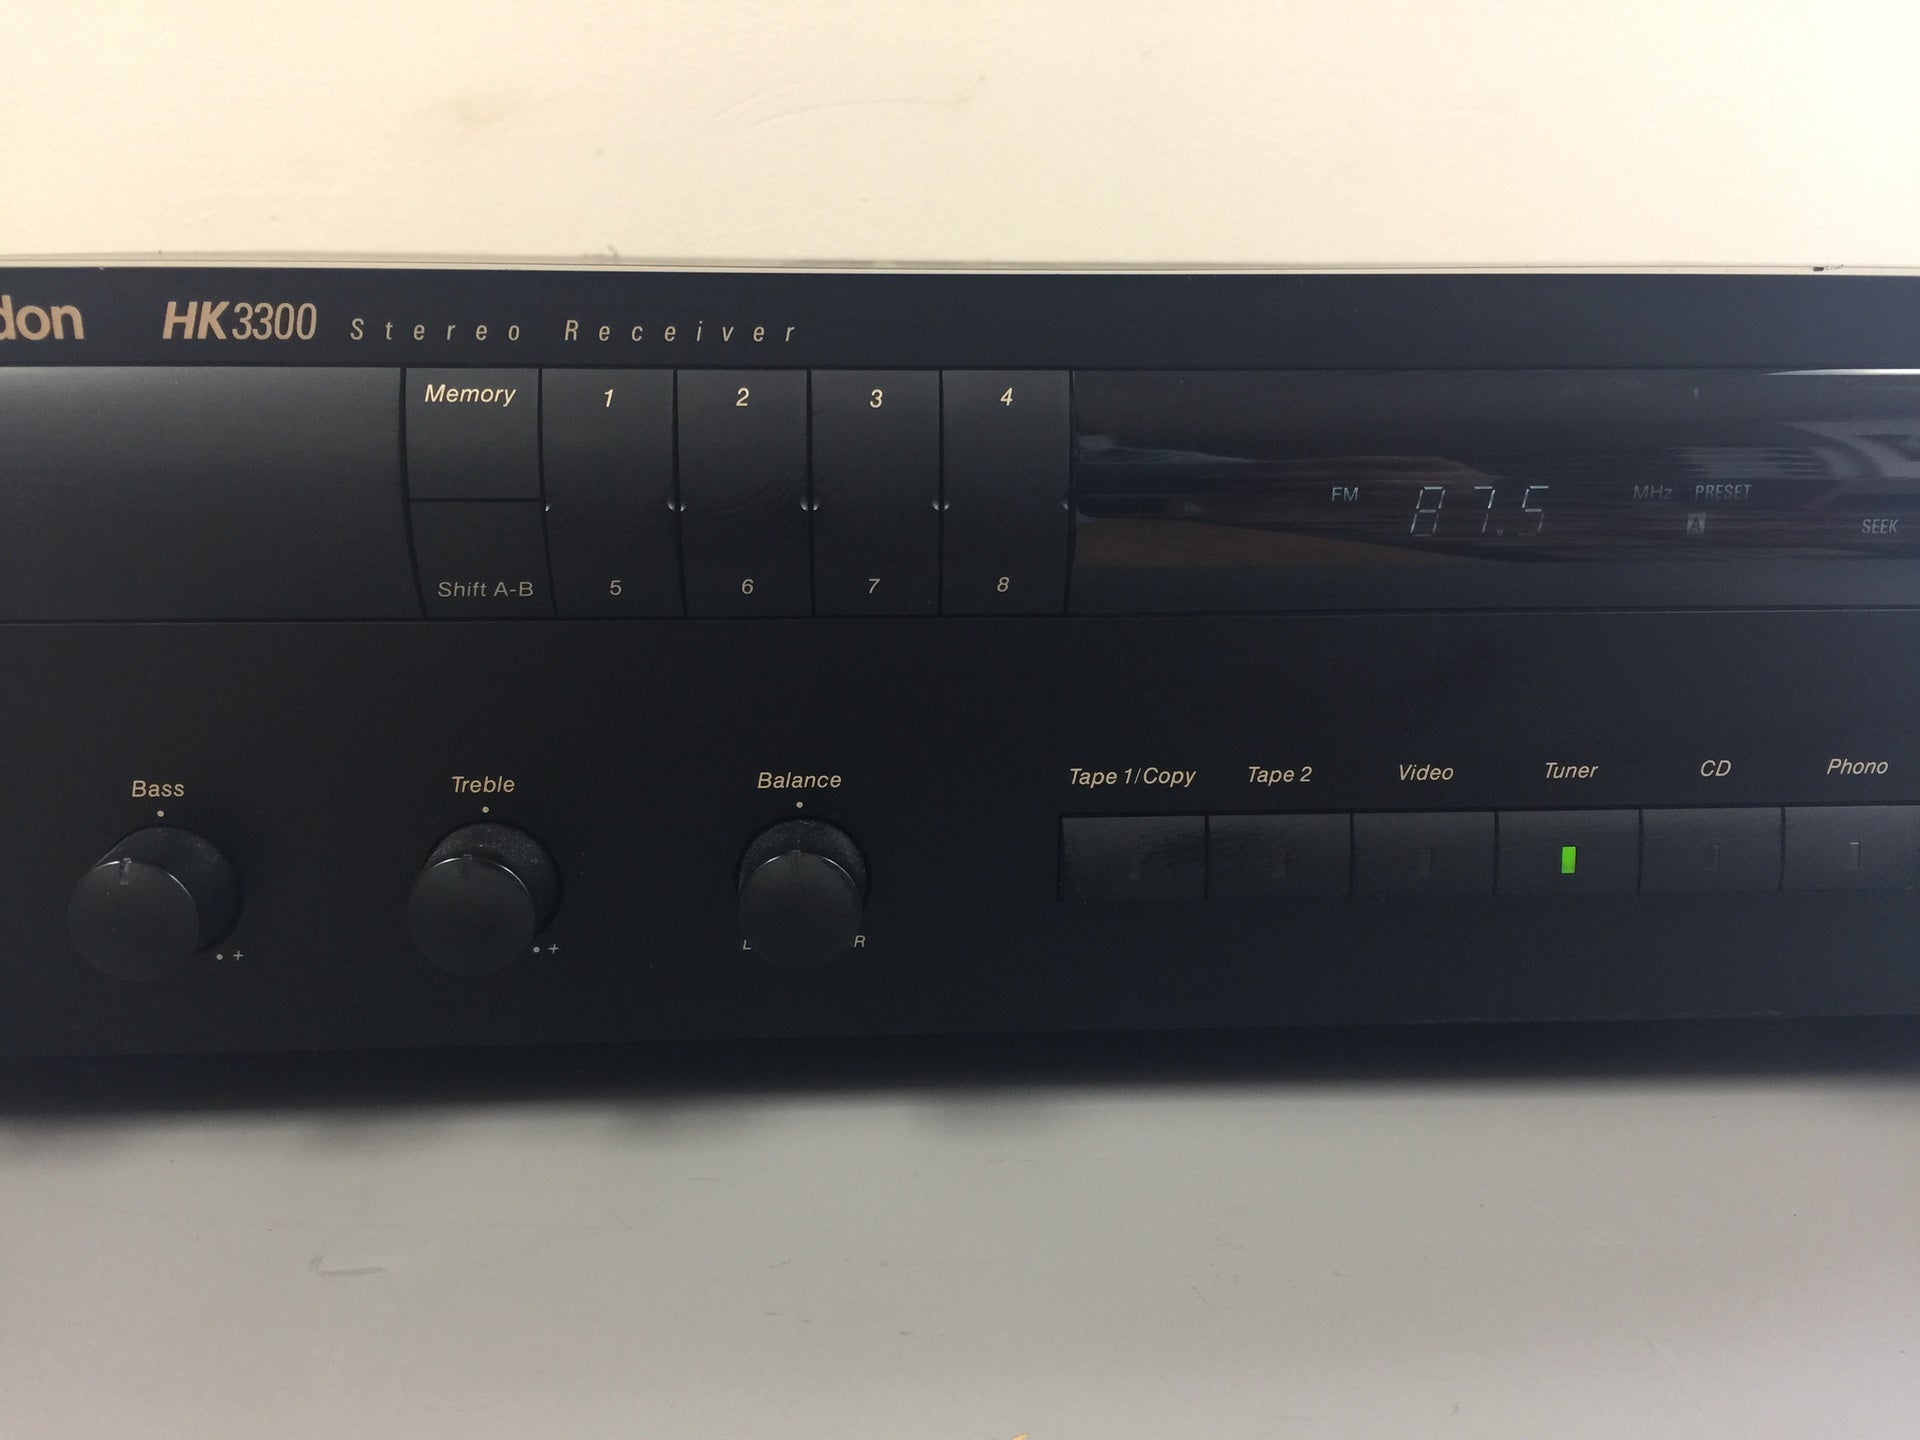 don HK3300 Stereo Receiver
Memory 1 2 3 4
FM 87.5 MHz PRESET
A SEEK
Shift A-B 5 6 7 8
Bass Treble Balance
Tape 1/Copy Tape 2 Video Tuner CD Phono
+ + L R